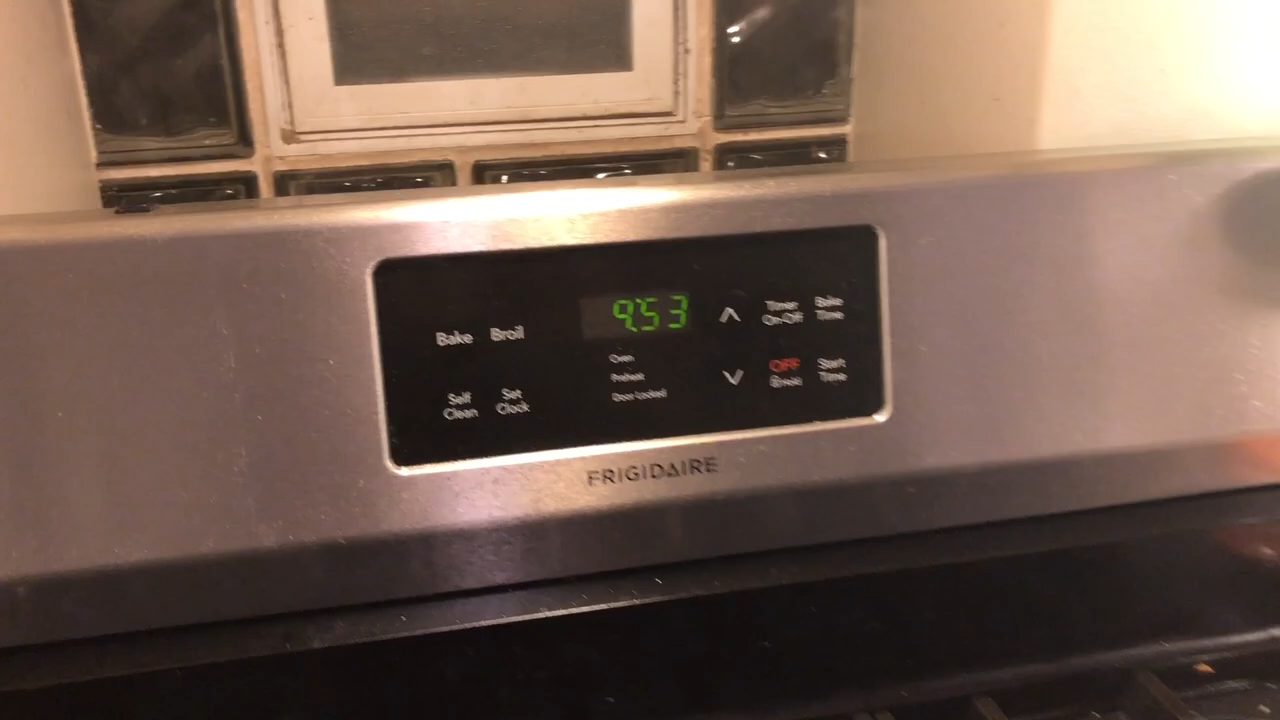 9:53
Bake Broil
Timer
On-Off
Bake
Time
Oven
Preheat
Door Locked
Self
Clean
Set
Clock
OFF
Start
Time
FRIGIDAIRE